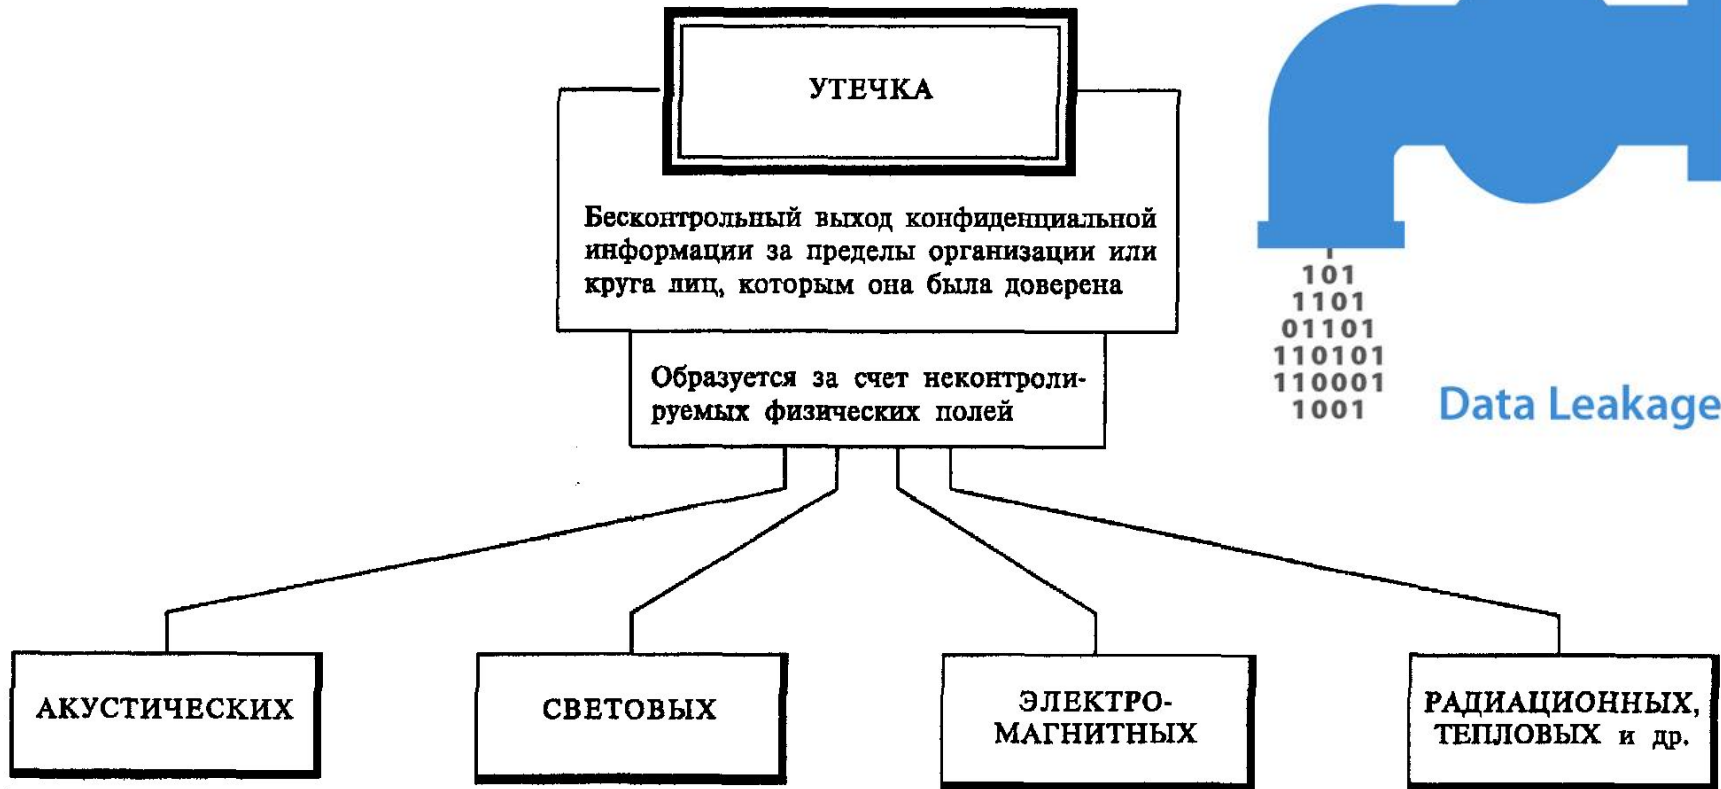 УТЕЧКА
Бесконтрольный выход конфиденциальной
информации за пределы организации или
круга лиц, которым она была доверена
Образуется за счет неконтроли-
руемых физических полей
101
1101
01101
110101
110001
1001
Data Leakage
АКУСТИЧЕСКИХ
СВЕТОВЫХ
ЭЛЕКТРО-
МАГНИТНЫХ
РАДИАЦИОННЫХ,
ТЕПЛОВЫХ и др.